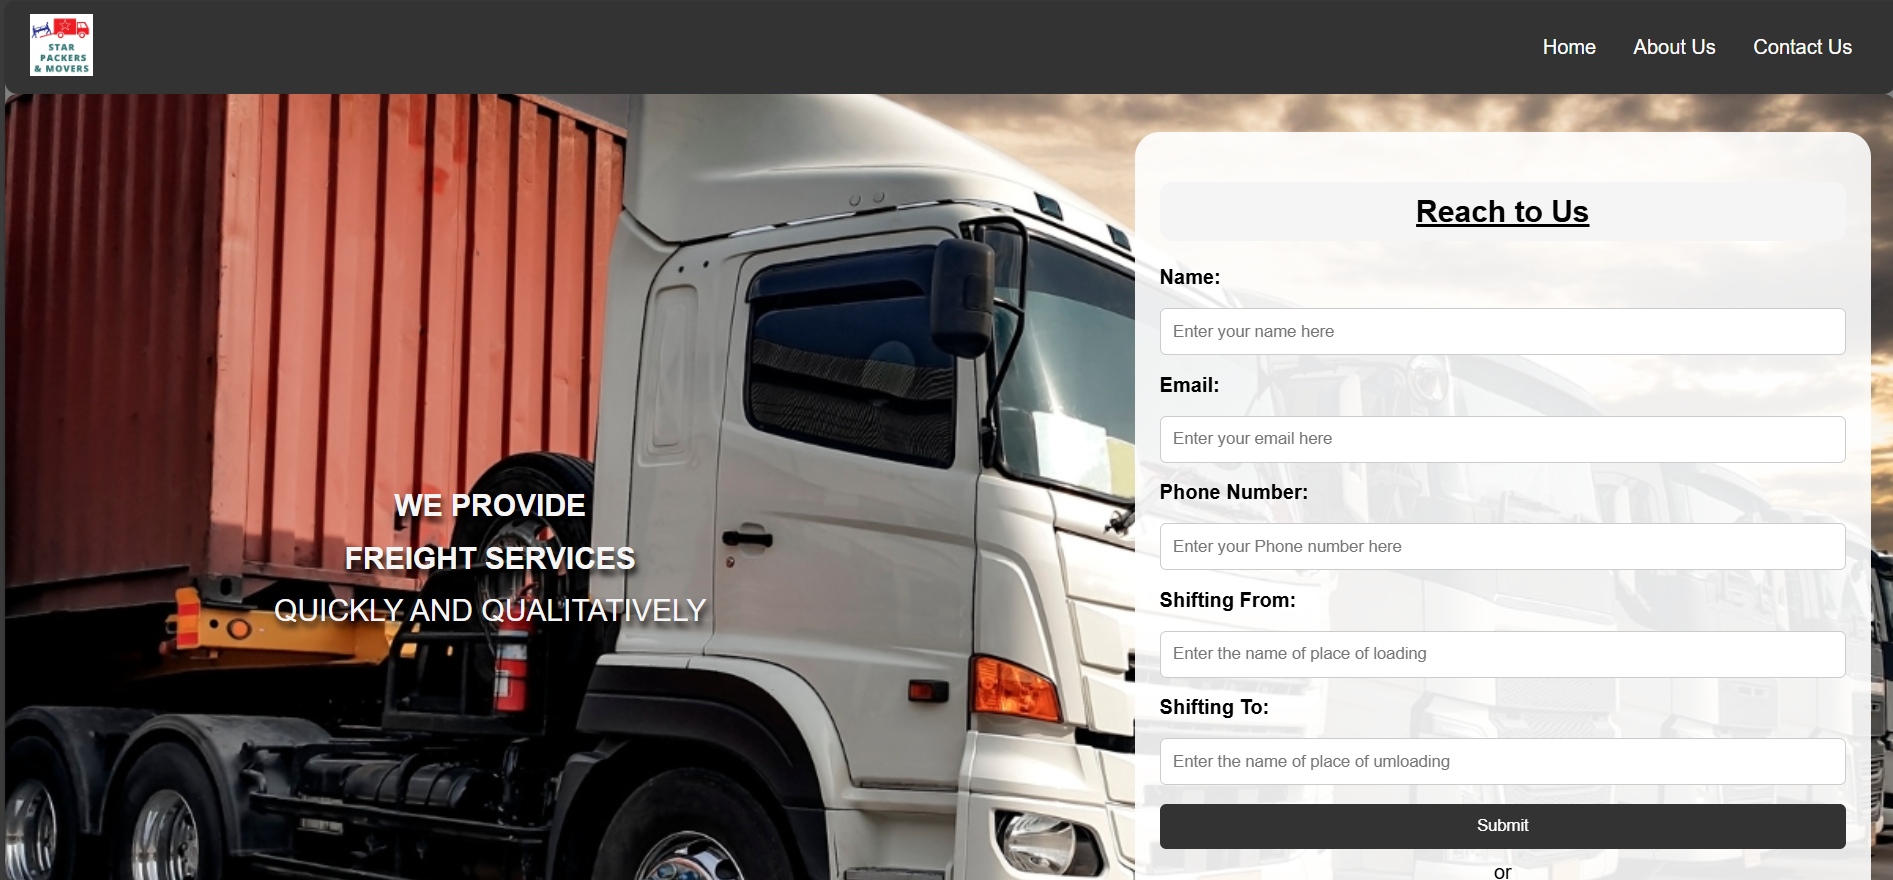 STAR
PACKERS
& MOVERS
Home
About Us
Contact Us
WE PROVIDE
FREIGHT SERVICES
QUICKLY AND QUALITATIVELY
Reach to Us
Name:
Enter your name here
Email:
Enter your email here
Phone Number:
Enter your Phone number here
Shifting From:
Enter the name of place of loading
Shifting To:
Enter the name of place of umloading
Submit
or